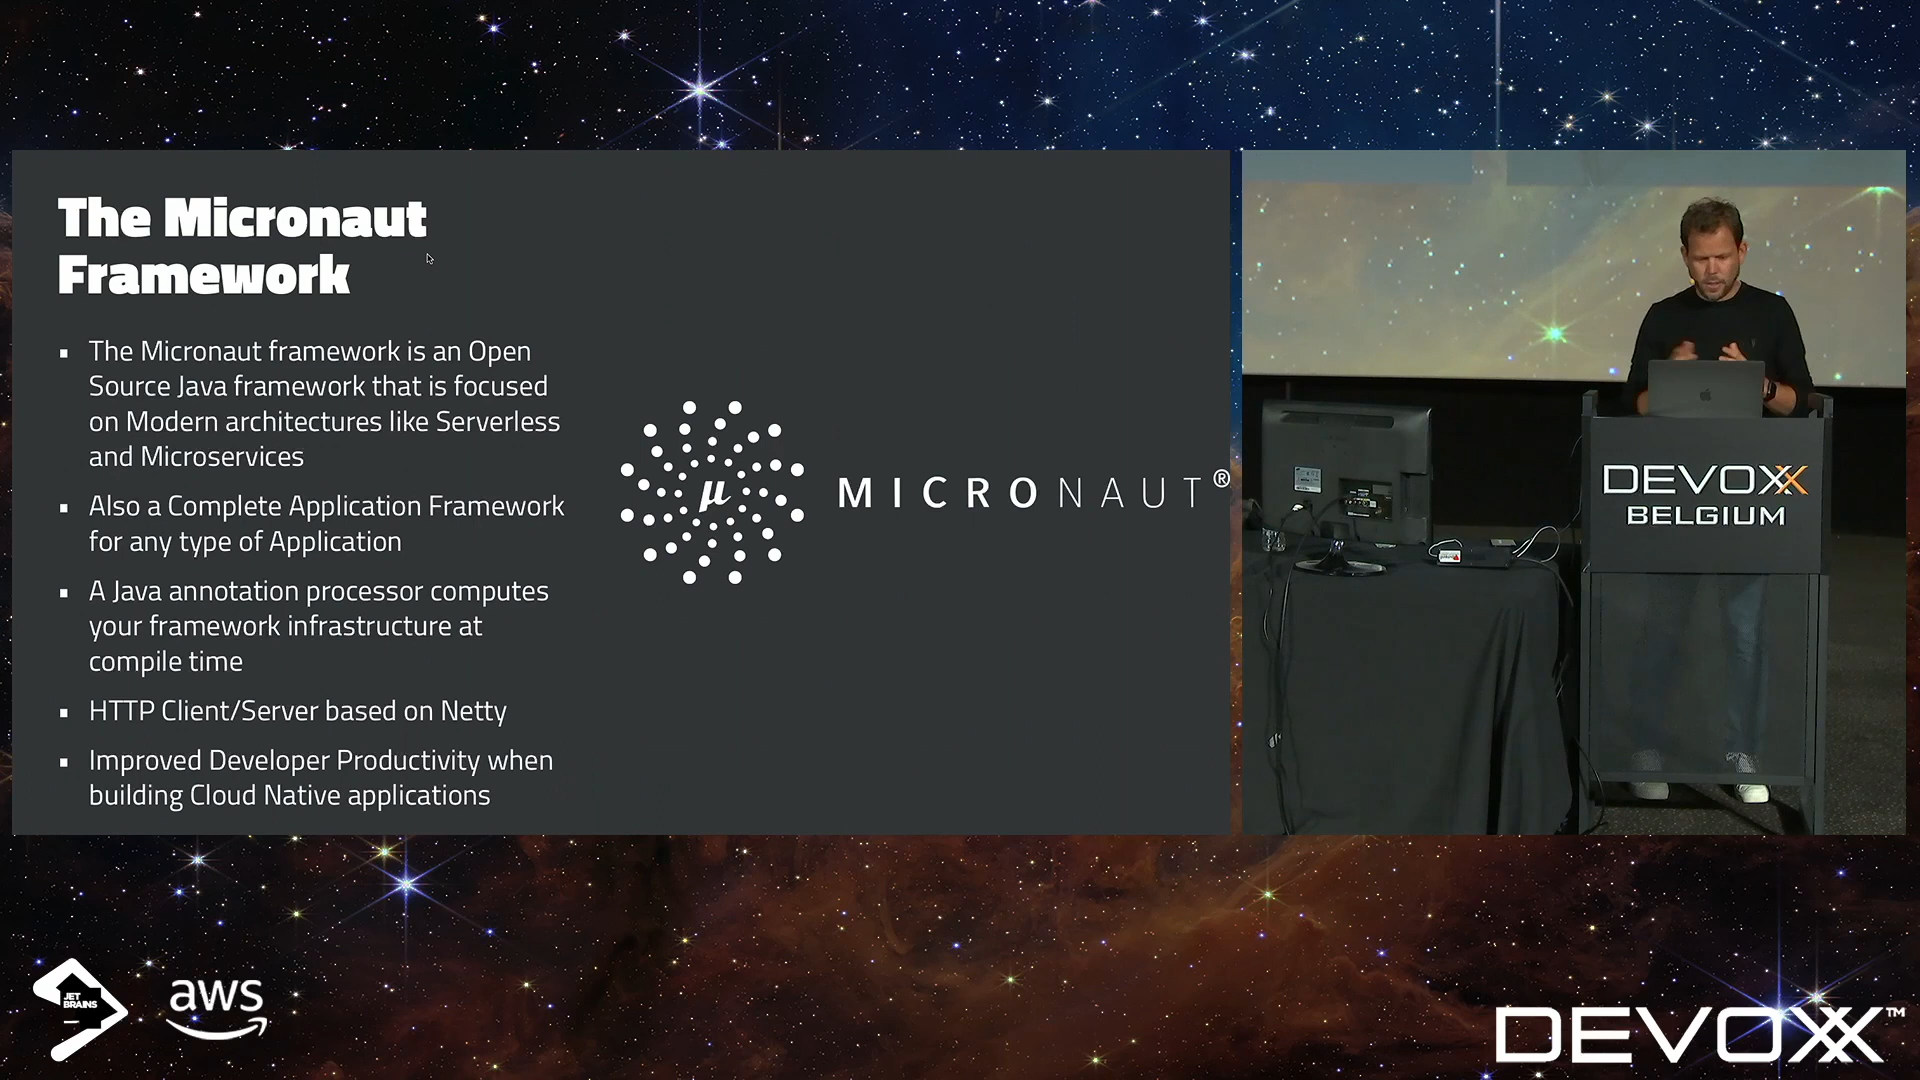 The Micronaut
Framework
▪ The Micronaut framework is an Open
Source Java framework that is focused
on Modern architectures like Serverless
and Microservices
▪ Also a Complete Application Framework
for any type of Application
▪ A Java annotation processor computes
your framework infrastructure at
compile time
▪ HTTP Client/Server based on Netty
▪ Improved Developer Productivity when
building Cloud Native applications
μ
MICRONAUT®
DEVOXX
BELGIUM
JET
BRAINS
aws
DEVOXX™